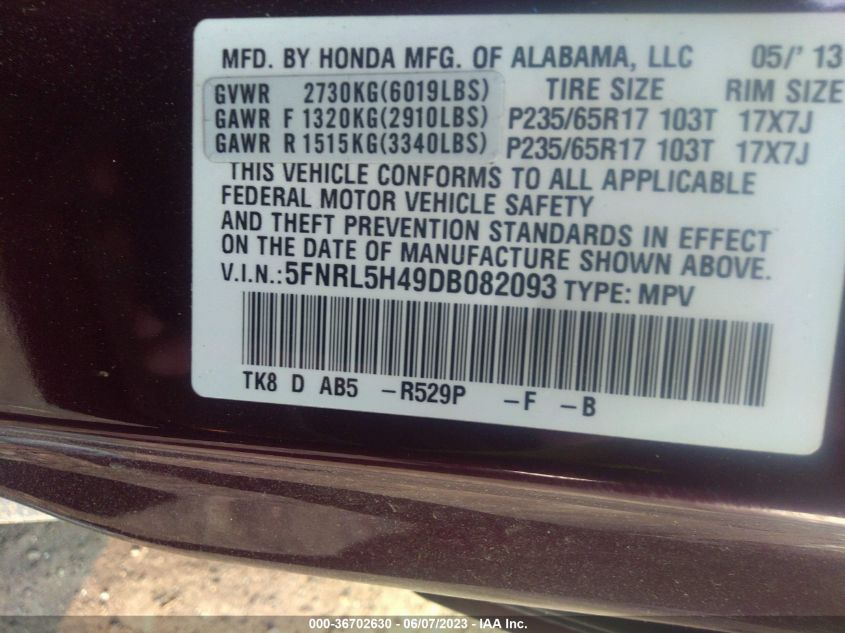 MFD. BY HONDA MFG. OF ALABAMA, LLC 05/' 13
GVWR 2730KG(6019LBS) TIRE SIZE RIM SIZE
GAWR F 1320KG(2910LBS) P235/65R17 103T 17X7J
GAWR R 1515KG(3340LBS) P235/65R17 103T 17X7J
THIS VEHICLE CONFORMS TO ALL APPLICABLE
FEDERAL MOTOR VEHICLE SAFETY
AND THEFT PREVENTION STANDARDS IN EFFECT
ON THE DATE OF MANUFACTURE SHOWN ABOVE.
V.I.N.: 5FNRL5H49DB082093 TYPE: MPV
TK8 D AB5 -R529P -F -B
000-36702630 - 06/07/2023 - IAA Inc.